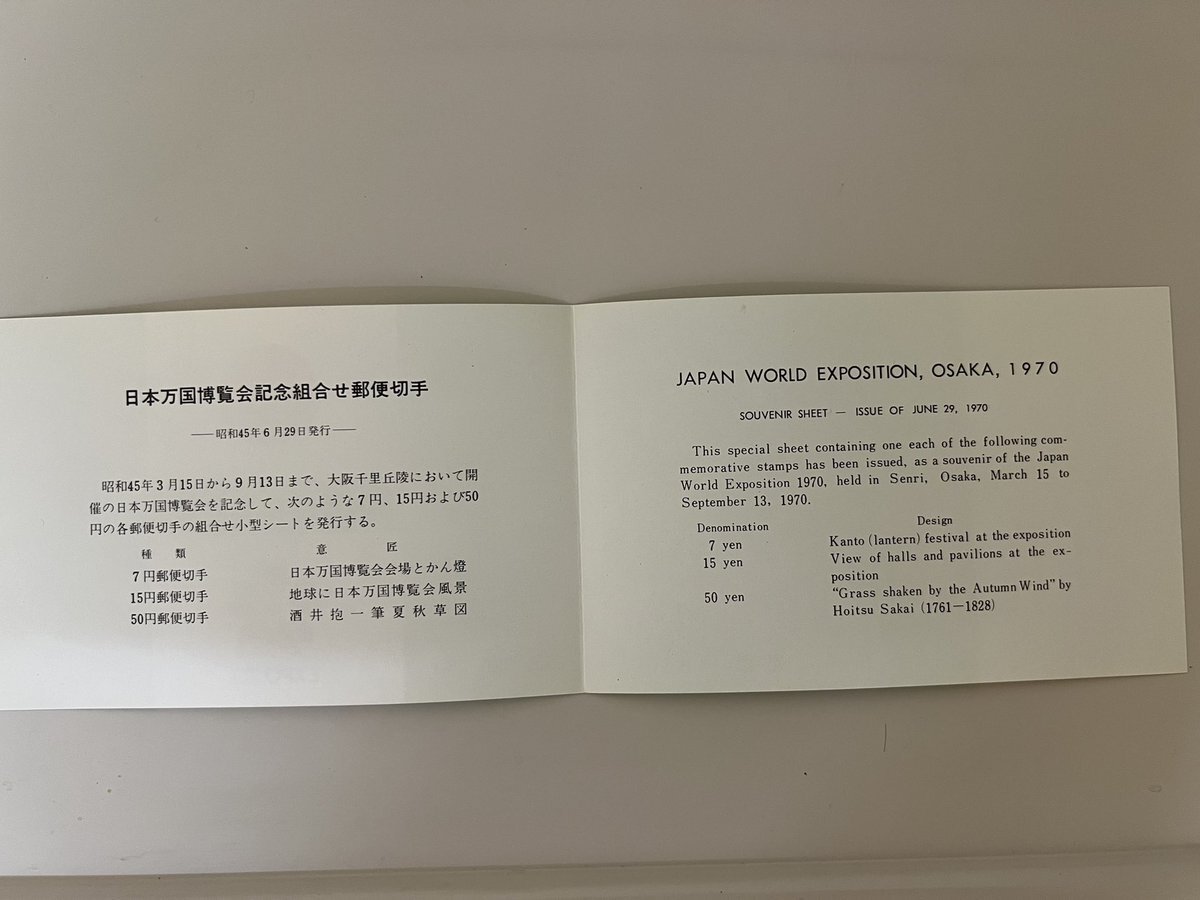 日本万国博覧会記念組合せ郵便切手
――昭和45年6月29日発行――
昭和45年3月15日から9月13日まで、大阪千里丘陵において開
催の日本万国博覧会を記念して、次のような7円、15円および50
円の各郵便切手の組合せ小型シートを発行する。
種 類 意 匠
7円郵便切手 日本万国博覧会会場とかん燈
15円郵便切手 地球に日本万国博覧会風景
50円郵便切手 酒井抱一筆夏秋草図
JAPAN WORLD EXPOSITION, OSAKA, 1970
SOUVENIR SHEET — ISSUE OF JUNE 29, 1970
This special sheet containing one each of the following com-
memorative stamps has been issued, as a souvenir of the Japan
World Exposition 1970, held in Senri, Osaka, March 15 to
September 13, 1970.
Denomination Design
7 yen Kanto (lantern) festival at the exposition
15 yen View of halls and pavilions at the ex-
position
50 yen “Grass shaken by the Autumn Wind” by
Hoitsu Sakai (1761—1828)